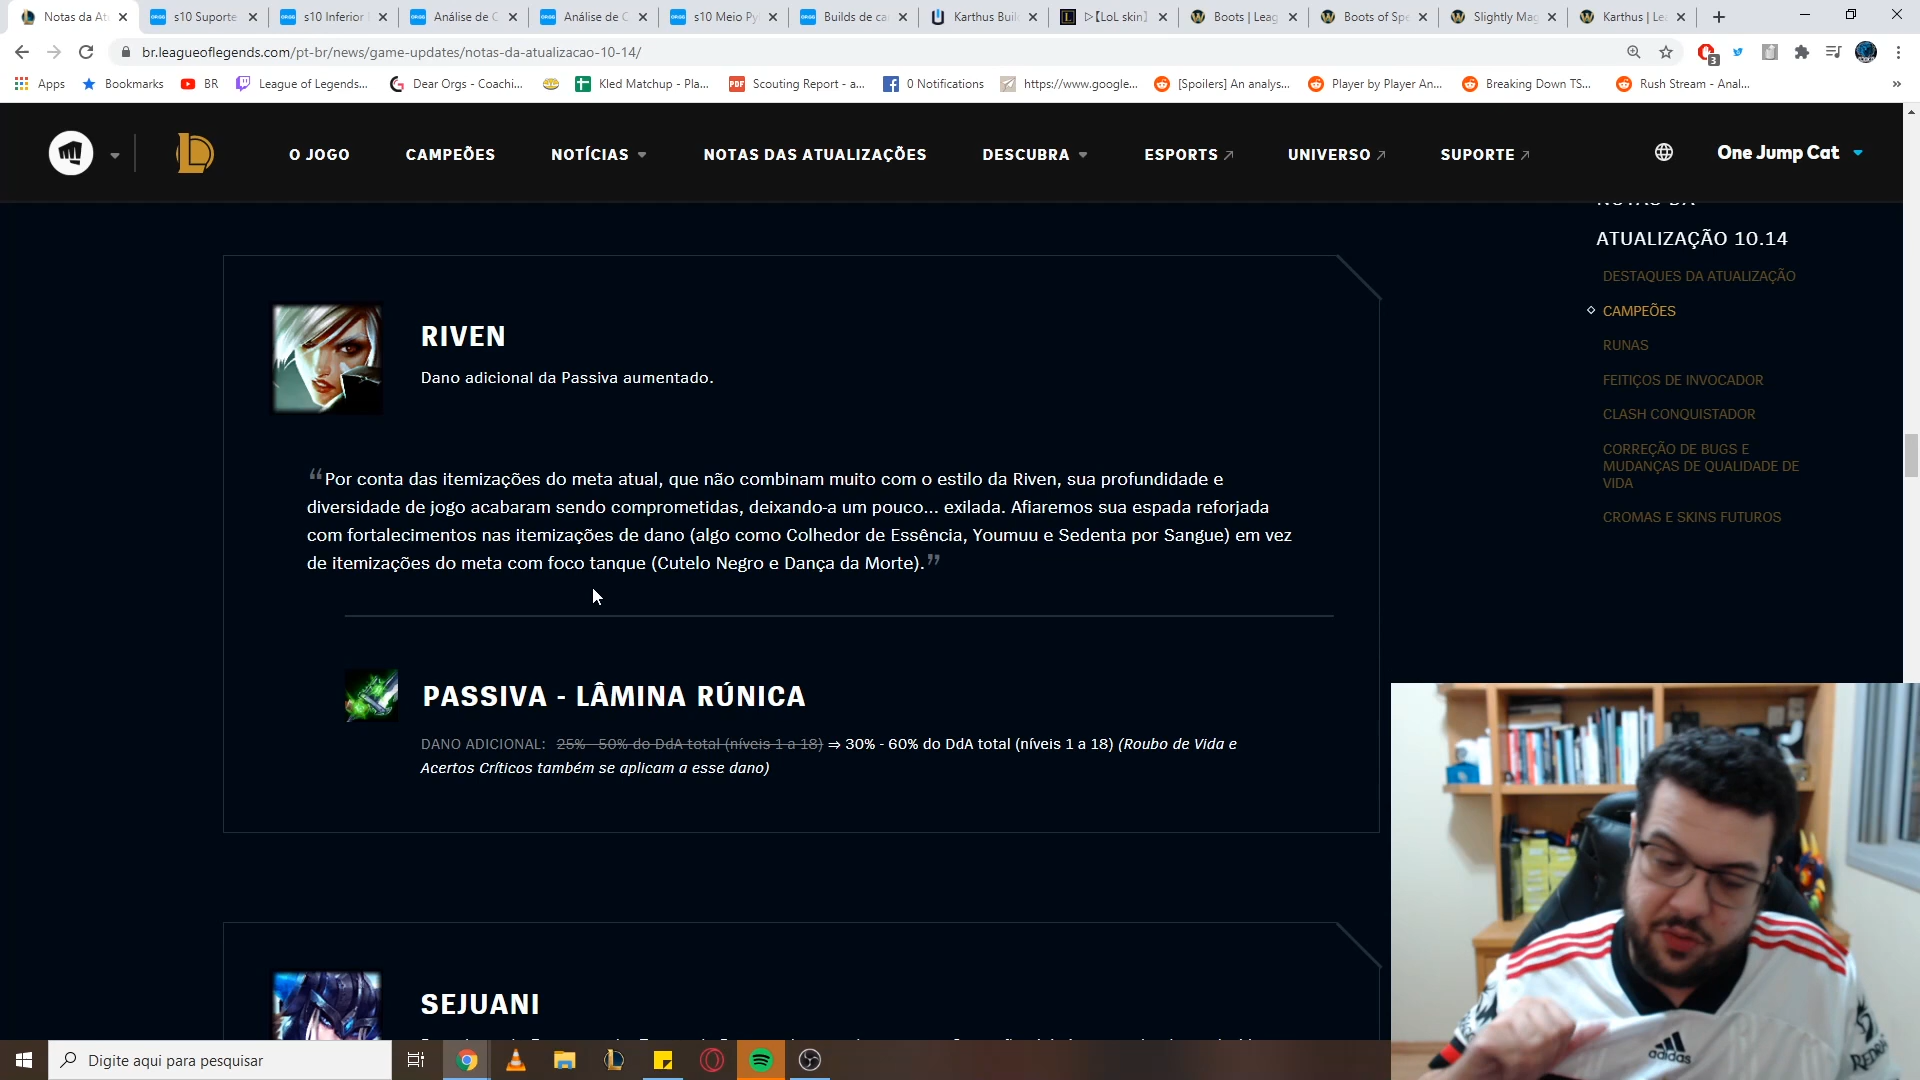 Notas da At
s10 Suporte
s10 Inferior
Análise de C
Análise de C
s10 Meio Py
Builds de ca
Karthus Buil
▷【LoL skin】
Boots | Leag
Boots of Spe
Slightly Mag
Karthus | Le
br.leagueoflegends.com/pt-br/news/game-updates/notas-da-atualizacao-10-14/
3
Apps
Bookmarks
BR
League of Legends...
Dear Orgs - Coachi...
Kled Matchup - Pla...
Scouting Report - a...
0 Notifications
https://www.google...
[Spoilers] An analys...
Player by Player An...
Breaking Down TS...
Rush Stream - Anal...
O JOGO
CAMPEÕES
NOTÍCIAS
NOTAS DAS ATUALIZAÇÕES
DESCUBRA
ESPORTS
UNIVERSO
SUPORTE
One Jump Cat
NOTAS DA
ATUALIZAÇÃO 10.14
DESTAQUES DA ATUALIZAÇÃO
CAMPEÕES
RUNAS
FEITIÇOS DE INVOCADOR
CLASH CONQUISTADOR
CORREÇÃO DE BUGS E
MUDANÇAS DE QUALIDADE DE
VIDA
CROMAS E SKINS FUTUROS
RIVEN
Dano adicional da Passiva aumentado.
“Por conta das itemizações do meta atual, que não combinam muito com o estilo da Riven, sua profundidade e
diversidade de jogo acabaram sendo comprometidas, deixando-a um pouco... exilada. Afiaremos sua espada reforjada
com fortalecimentos nas itemizações de dano (algo como Colhedor de Essência, Youmuu e Sedenta por Sangue) em vez
de itemizações do meta com foco tanque (Cutelo Negro e Dança da Morte).”
PASSIVA - LÂMINA RÚNICA
DANO ADICIONAL: 25% - 50% do DdA total (níveis 1 a 18) ⇒ 30% - 60% do DdA total (níveis 1 a 18) (Roubo de Vida e
Acertos Críticos também se aplicam a esse dano)
SEJUANI
adidas
Digite aqui para pesquisar